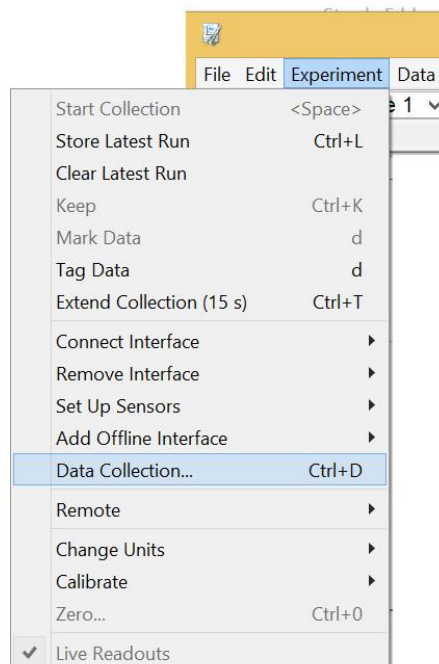 File Edit Experiment Data
Start Collection <Space>
Store Latest Run Ctrl+L
Clear Latest Run
Keep Ctrl+K
Mark Data d
Tag Data d
Extend Collection (15 s) Ctrl+T
Connect Interface
Remove Interface
Set Up Sensors
Add Offline Interface
Data Collection... Ctrl+D
Remote
Change Units
Calibrate
Zero... Ctrl+0
Live Readouts